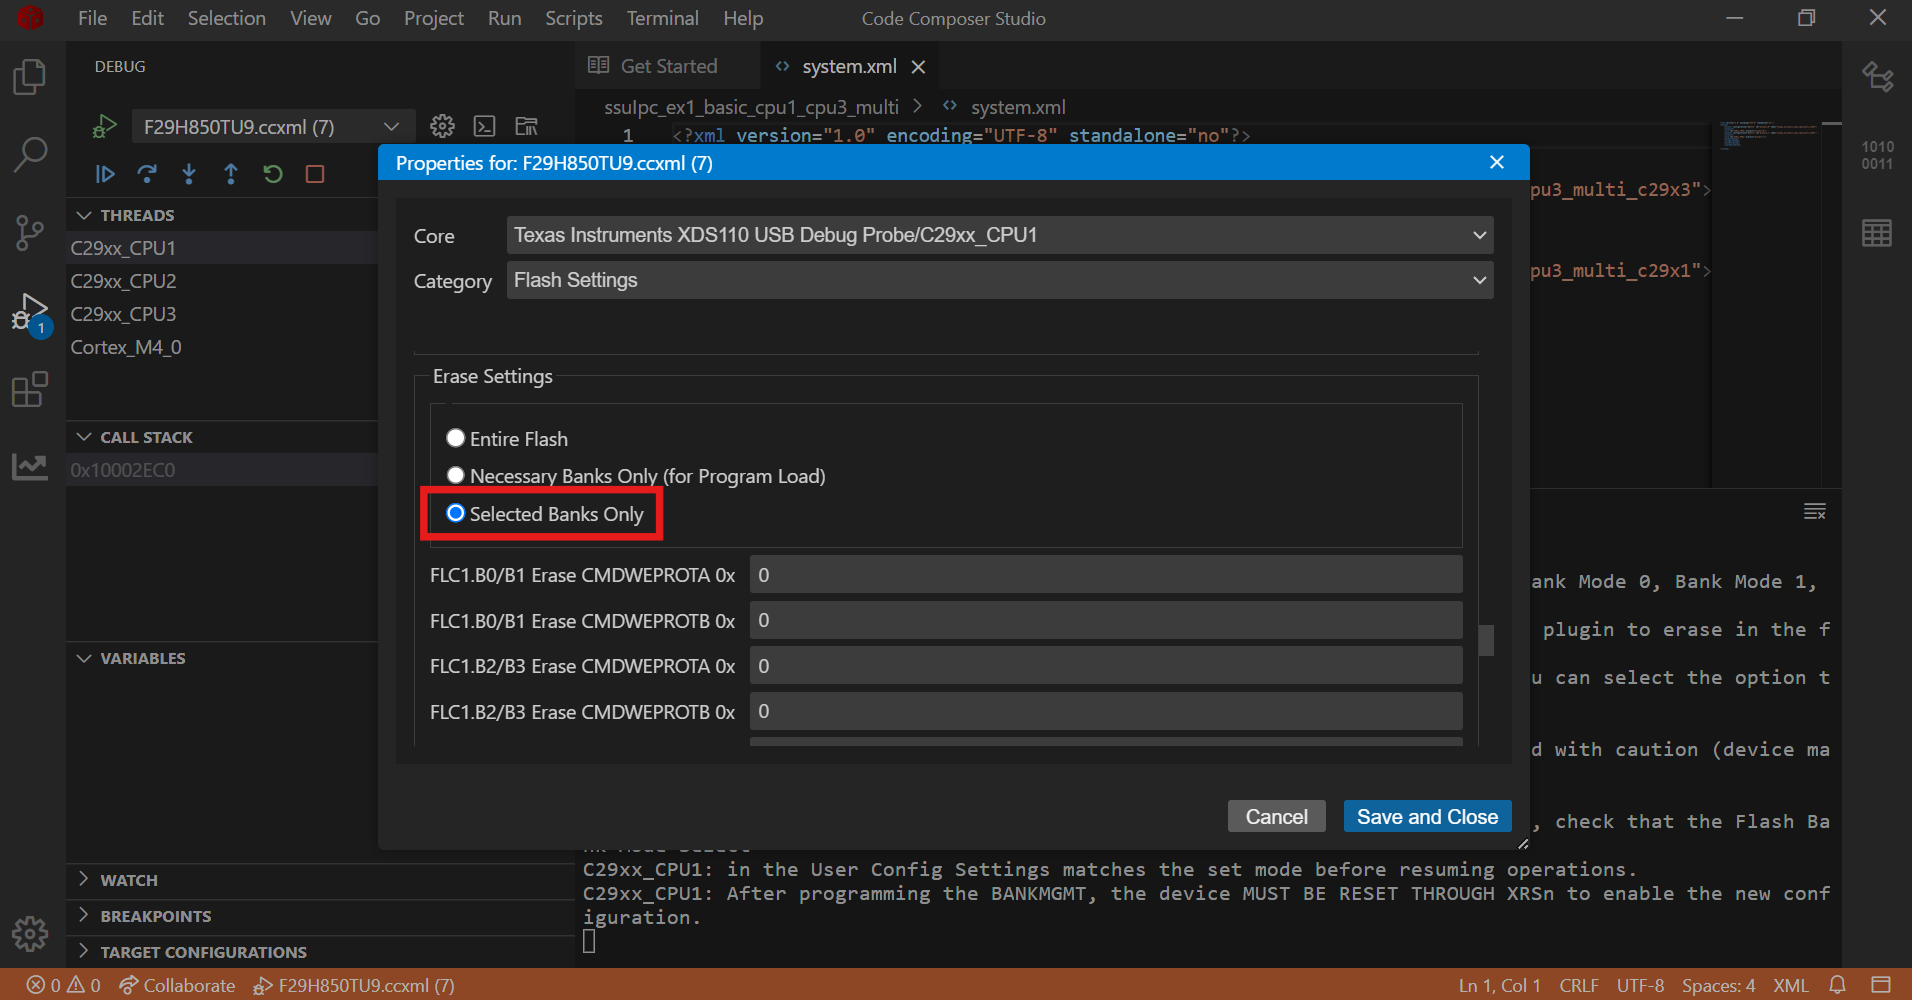 File Edit Selection View Go Project Run Scripts Terminal Help Code Composer Studio
DEBUG
Get Started
system.xml
F29H850TU9.ccxml (7)
ssulpc_ex1_basic_cpu1_cpu3_multi > system.xml
1 <?xml version="1.0" encoding="UTF-8" standalone="no"?>
Properties for: F29H850TU9.ccxml (7)
1010
0011
pu3_multi_c29x3">
pu3_multi_c29x1">
THREADS
C29xx_CPU1
C29xx_CPU2
C29xx_CPU3
Cortex_M4_0
1
CALL STACK
0x10002EC0
VARIABLES
WATCH
BREAKPOINTS
TARGET CONFIGURATIONS
Core Texas Instruments XDS110 USB Debug Probe/C29xx_CPU1
Category Flash Settings
Erase Settings
Entire Flash
Necessary Banks Only (for Program Load)
Selected Banks Only
FLC1.B0/B1 Erase CMDWEPROTA 0x 0
FLC1.B0/B1 Erase CMDWEPROTB 0x 0
FLC1.B2/B3 Erase CMDWEPROTA 0x 0
FLC1.B2/B3 Erase CMDWEPROTB 0x 0
Cancel Save and Close
ank Mode 0, Bank Mode 1,
plugin to erase in the f
u can select the option t
d with caution (device ma
, check that the Flash Ba
C29xx_CPU1: in the User Config Settings matches the set mode before resuming operations.
C29xx_CPU1: After programming the BANKMGMT, the device MUST BE RESET THROUGH XRSn to enable the new conf
iguration.
0 0 Collaborate F29H850TU9.ccxml (7) Ln 1, Col 1 CRLF UTF-8 Spaces: 4 XML